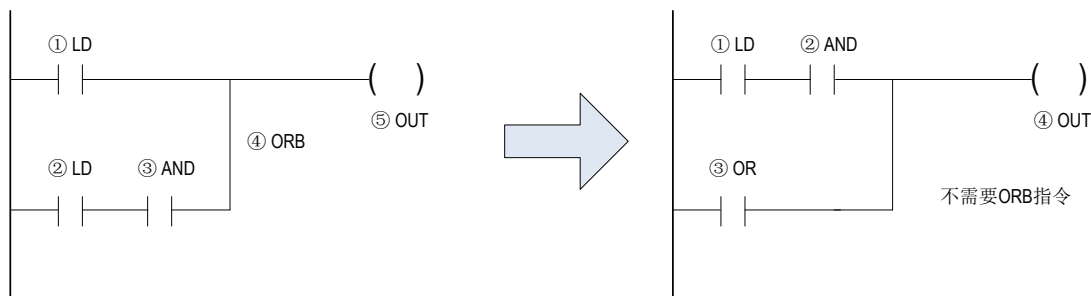 ① LD
⑤ OUT
④ ORB
② LD
③ AND
① LD
② AND
④ OUT
③ OR
不需要ORB指令